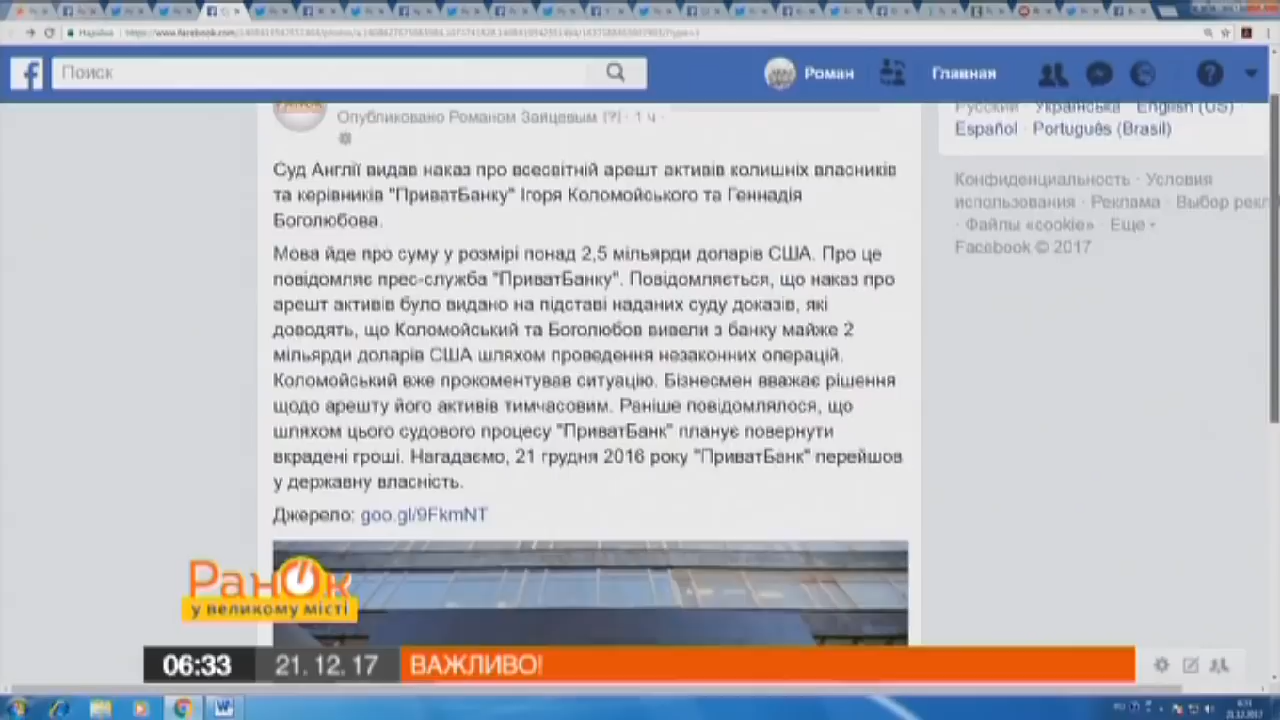 Поиск
Роман
Главная
Опубликовано Романом Зайцевым [?] · 1 ч ·
Русский · Українська · English (US)
Español · Português (Brasil)
Суд Англії видав наказ про всесвітній арешт активів колишніх власників
та керівників "ПриватБанку" Ігоря Коломойського та Геннадія
Боголюбова.
Конфиденциальность · Условия
использования · Реклама · Выбор
· Файлы «cookie» · Еще
Facebook © 2017
Мова йде про суму у розмірі понад 2,5 мільярди доларів США. Про це
повідомляє прес-служба "ПриватБанку". Повідомляється, що наказ про
арешт активів було видано на підставі наданих суду доказів, які
доводять, що Коломойський та Боголюбов вивели з банку майже 2
мільярди доларів США шляхом проведення незаконних операцій.
Коломойський вже прокоментував ситуацію. Бізнесмен вважає рішення
щодо арешту його активів тимчасовим. Раніше повідомлялося, що
шляхом цього судового процесу "ПриватБанк" планує повернути
вкрадені гроші. Нагадаємо, 21 грудня 2016 року "ПриватБанк" перейшов
у державну власність.
Джерело: goo.gl/9FkmNT
Ранок
у великому місті
06:33 21.12.17 ВАЖЛИВО!